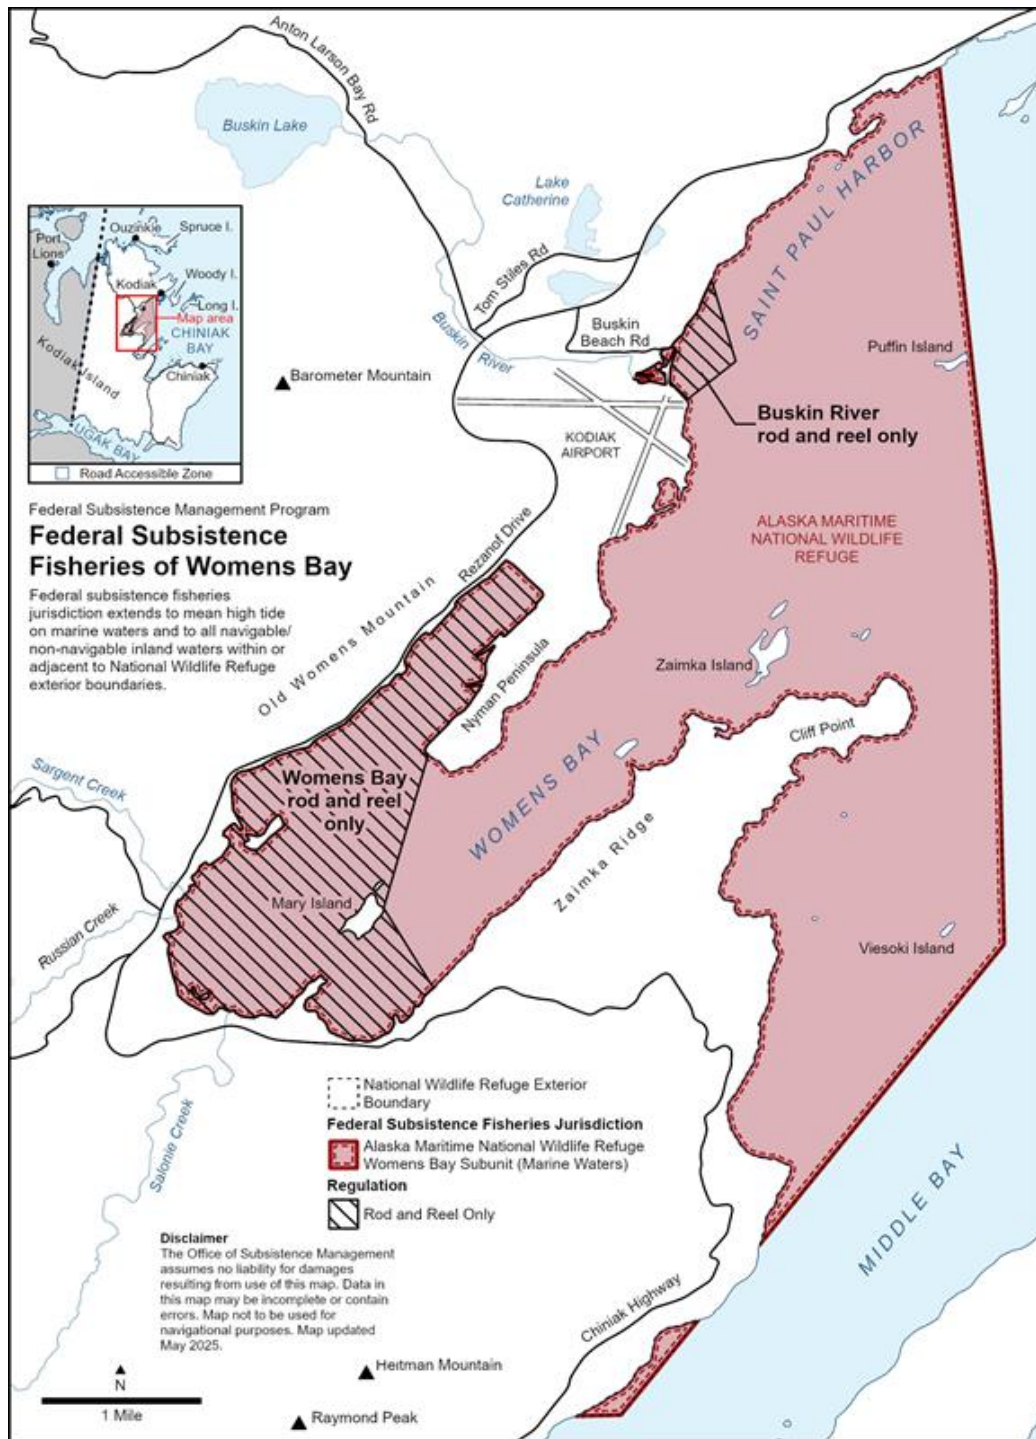 Anton Larson Bay Rd
Buskin Lake
Lake
Catherine
Tom Stiles Rd
SAINT PAUL HARBOR
Buskin River
Buskin
Beach Rd
Puffin Island
Barometer Mountain
Buskin River
rod and reel only
KODIAK
AIRPORT
Port
Lions
Ouzinkie
Spruce I.
Kodiak
Woody I.
Long I.
Map area
CHINIAK
BAY
Kodiak Island
Chiniak
UGAK BAY
Road Accessible Zone
Federal Subsistence Management Program
Federal Subsistence
Fisheries of Womens Bay
Federal subsistence fisheries
jurisdiction extends to mean high tide
on marine waters and to all navigable/
non-navigable inland waters within or
adjacent to National Wildlife Refuge
exterior boundaries.
ALASKA MARITIME
NATIONAL WILDLIFE
REFUGE
Rezanof Drive
Old Womens Mountain
Nyman Peninsula
Zaimka Island
Cliff Point
WOMENS BAY
Womens Bay
rod and reel
only
Sargent Creek
Zaimka Ridge
Mary Island
Russian Creek
Viesoki Island
Salonie Creek
MIDDLE BAY
National Wildlife Refuge Exterior
Boundary
Federal Subsistence Fisheries Jurisdiction
Alaska Maritime National Wildlife Refuge
Womens Bay Subunit (Marine Waters)
Regulation
Rod and Reel Only
Disclaimer
The Office of Subsistence Management
assumes no liability for damages
resulting from use of this map. Data in
this map may be incomplete or contain
errors. Map not to be used for
navigational purposes. Map updated
May 2025.
Chiniak Highway
Heitman Mountain
N
1 Mile
Raymond Peak